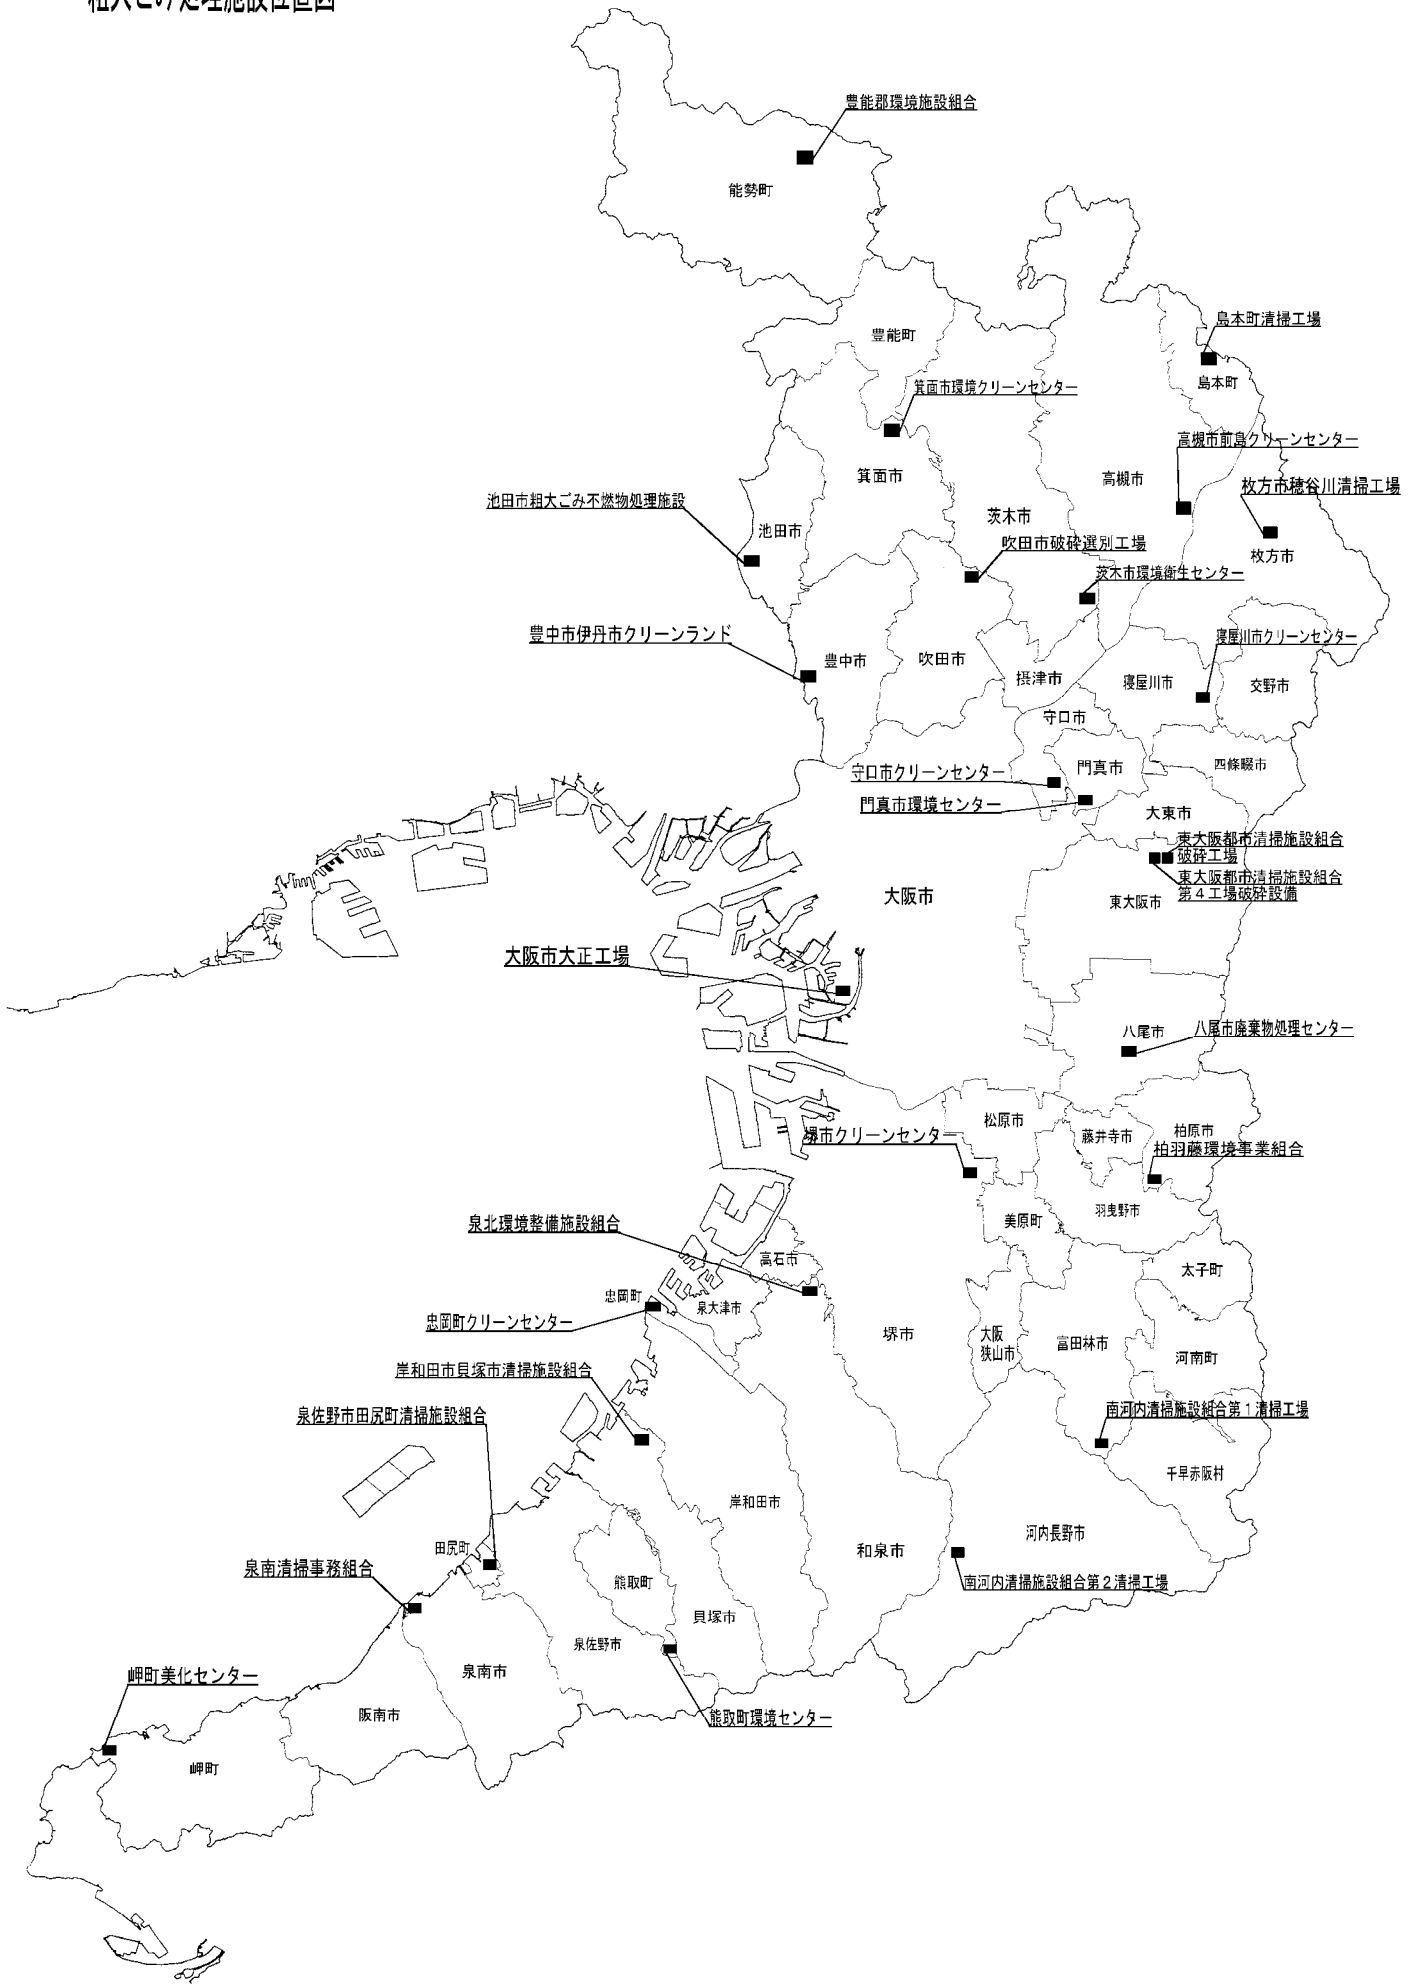 粗大ごみ処理施設位置図
豊能郡環境施設組合
能勢町
豊能町
島本町清掃工場
島本町
箕面市環境クリーンセンター
高槻市前島クリーンセンター
箕面市
高槻市
枚方市穂谷川清掃工場
池田市粗大ごみ不燃物処理施設
茨木市
池田市
吹田市破砕選別工場
枚方市
茨木市環境衛生センター
豊中市伊丹市クリーンランド
寝屋川市クリーンセンター
豊中市
吹田市
摂津市
寝屋川市
交野市
守口市
門真市
四條畷市
守口市クリーンセンター
門真市環境センター
大東市
東大阪都市清掃施設組合
破砕工場
東大阪都市清掃施設組合
第４工場破砕設備
大阪市
東大阪市
大阪市大正工場
八尾市
八尾市廃棄物処理センター
松原市
藤井寺市
柏原市
堺市クリーンセンター
柏羽藤環境事業組合
美原町
羽曳野市
泉北環境整備施設組合
高石市
太子町
忠岡町
泉大津市
忠岡町クリーンセンター
堺市
大阪
狭山市
富田林市
河南町
岸和田市貝塚市清掃施設組合
泉佐野市田尻町清掃施設組合
南河内清掃施設組合第１清掃工場
千早赤阪村
岸和田市
河内長野市
田尻町
和泉市
泉南清掃事務組合
熊取町
南河内清掃施設組合第２清掃工場
貝塚市
泉佐野市
泉南市
岬町美化センター
阪南市
熊取町環境センター
岬町